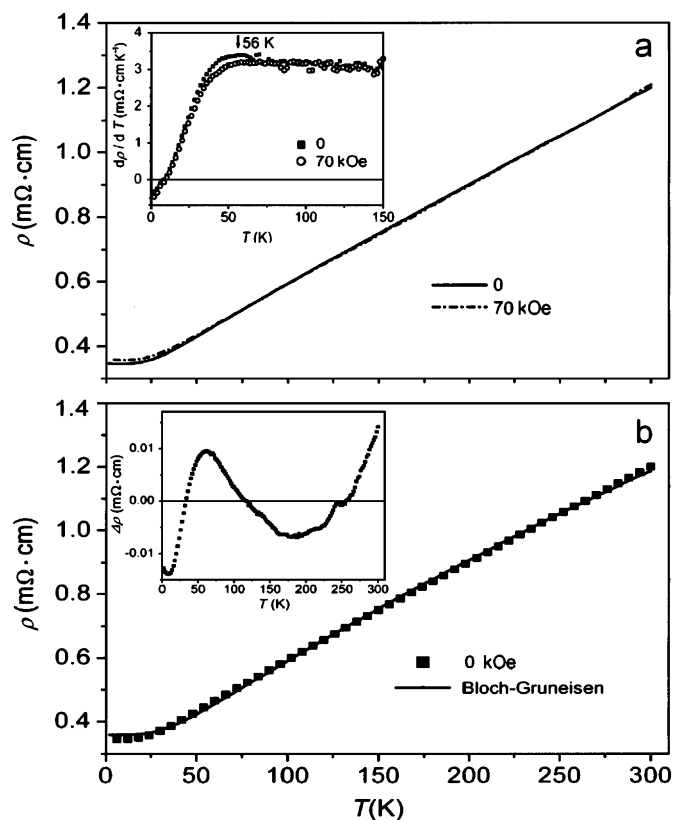 1.4
a
1.2
1.0
0.8
0.6
0.4
ρ (mΩ·cm)
4
3
2
1
0
dρ / dT (mΩ·cm K⁻¹)
56 K
0
70 kOe
0
50
100
150
T (K)
0
70 kOe
1.4
b
1.2
1.0
0.8
0.6
0.4
ρ (mΩ·cm)
0.01
0.00
-0.01
Δρ (mΩ·cm)
0 50 100 150 200 250 300
T (K)
0 kOe
Bloch-Gruneisen
0 50 100 150 200 250 300
T(K)